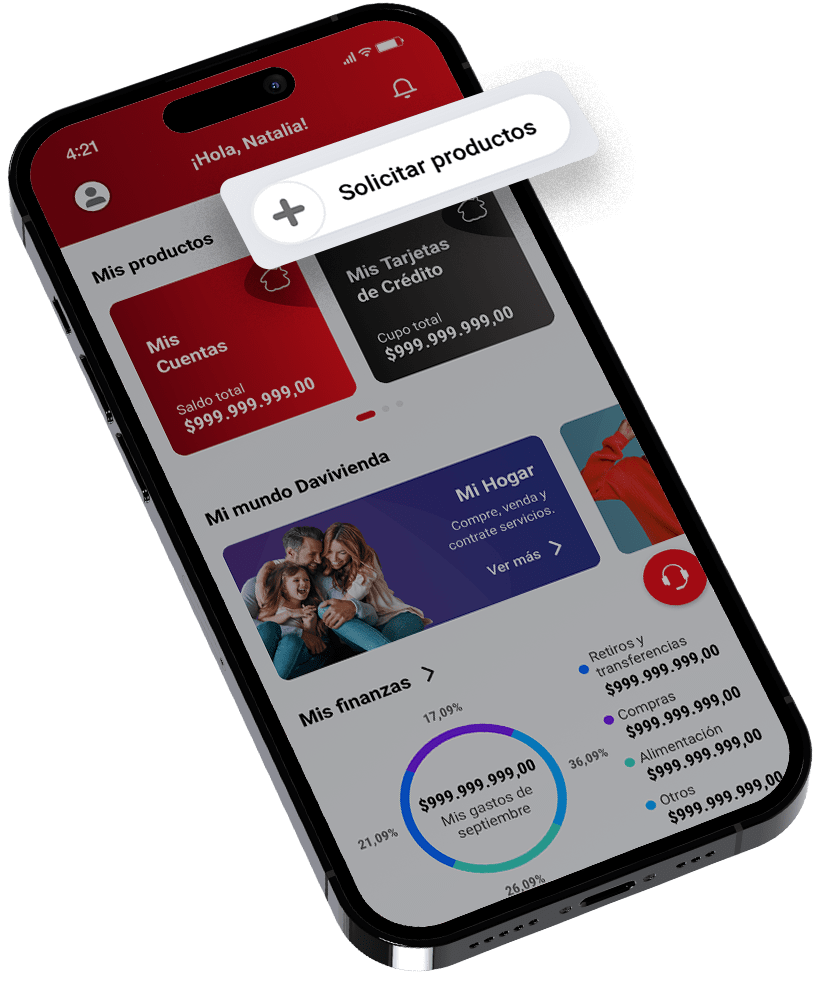 4:21
¡Hola, Natalia!
Solicitar productos
Mis productos
Mis
Cuentas
Saldo total
$999.999.999,00
Mis Tarjetas
de Crédito
Cupo total
$999.999.999,00
Mi mundo Davivienda
Mi Hogar
Compre, venda y
contrate servicios.
Ver más
Mis finanzas
17,09%
36,09%
21,09%
26,09%
$999.999.999,00
Mis gastos de
septiembre
Retiros y
transferencias
$999.999.999,00
Compras
$999.999.999,00
Alimentación
$999.999.999,00
Otros
$999.999.999,00